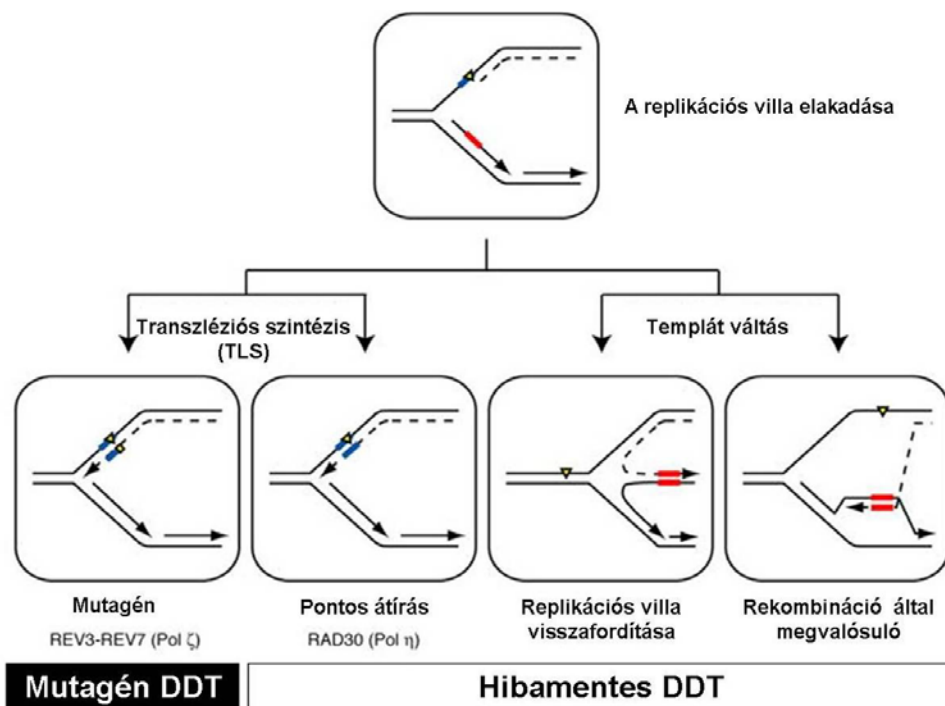 A replikációs villa elakadása
Transzléziós szintézis
(TLS)
Templát váltás
Mutagén
REV3-REV7 (Pol ζ)
Pontos átírás
RAD30 (Pol η)
Replikációs villa
visszafordítása
Rekombináció által
megvalósuló
Mutagén DDT
Hibamentes DDT